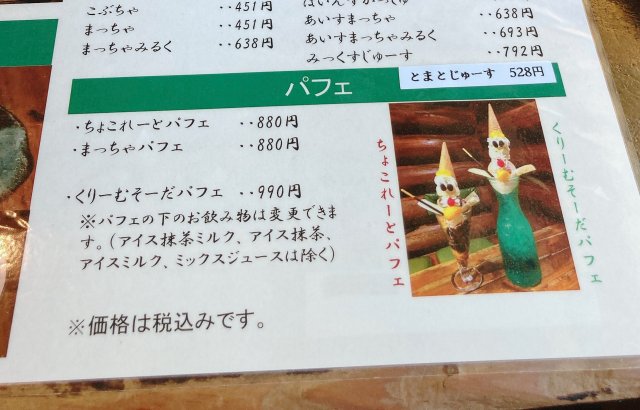 こぶちゃ ‥451円
まっちゃ ‥451円
まっちゃみるく ‥638円
あいすまっちゃ ‥638円
あいすまっちゃみるく ‥693円
みっくすじゅーす ‥792円
とまとじゅーす 528円
パフェ
・ちょこれーとパフェ ‥880円
・まっちゃパフェ ‥880円
・くりーむそーだパフェ ‥990円
※パフェの下のお飲み物は変更できま
す。(アイス抹茶ミルク、アイス抹茶、
アイスミルク、ミックスジュースは除く)
※価格は税込みです。
ちょこれーとパフェ
くりーむそーだパフェ